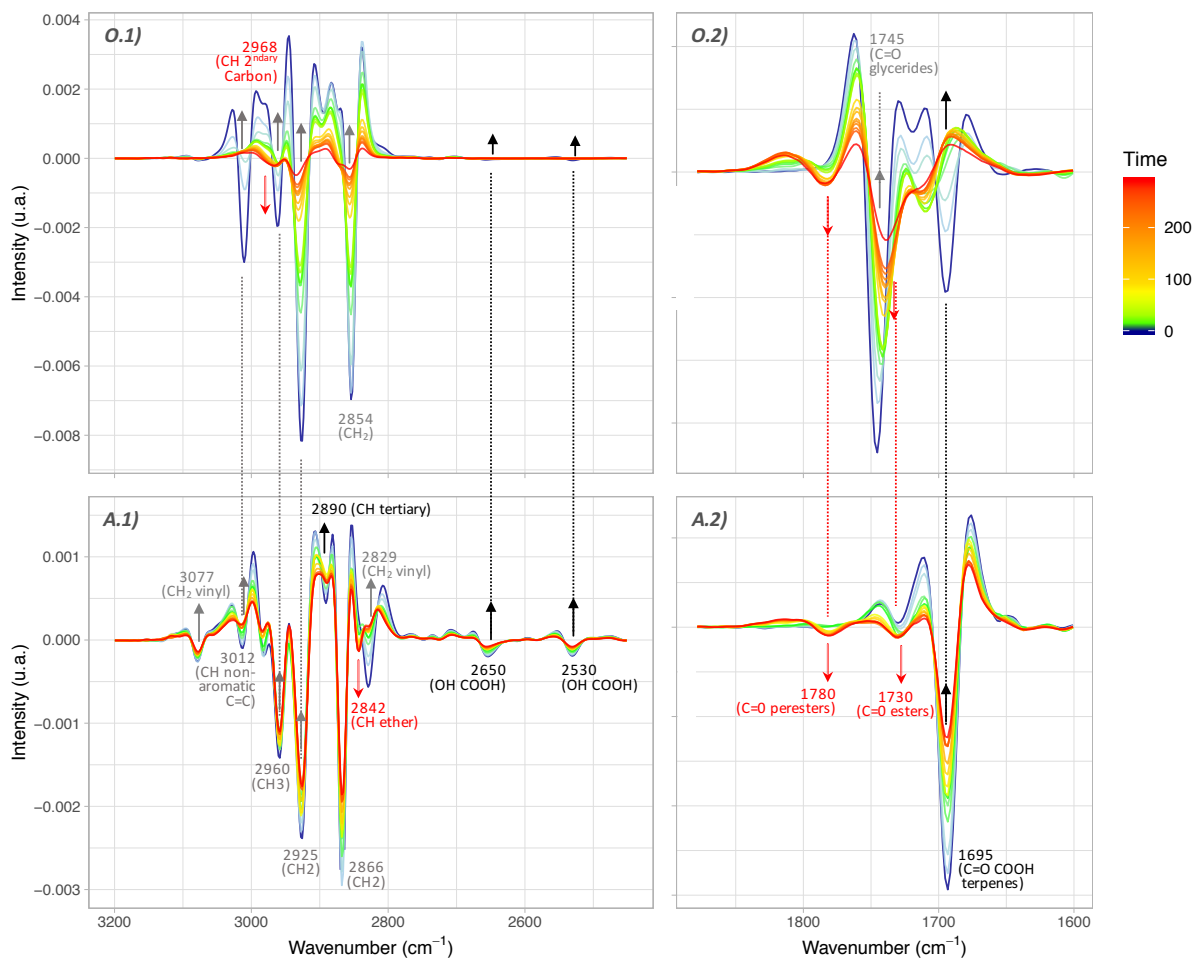 O.1)
2968
(CH 2ndary
Carbon)
2854
(CH2)
0.004
0.002
0.000
−0.002
−0.004
−0.006
−0.008
Intensity (u.a.)
O.2)
1745
(C=O
glycerides)
Time
200
100
0
A.1)
2890 (CH tertiary)
3077
(CH2 vinyl)
2829
(CH2 vinyl)
3012
(CH non-
aromatic
C=C)
2650
(OH COOH)
2530
(OH COOH)
2842
(CH ether)
2960
(CH3)
2925
(CH2)
2866
(CH2)
0.001
0.000
−0.001
−0.002
−0.003
Intensity (u.a.)
3200
3000
2800
2600
Wavenumber (cm−1)
A.2)
1780
(C=0 peresters)
1730
(C=0 esters)
1695
(C=O COOH
terpenes)
1800
1700
1600
Wavenumber (cm−1)